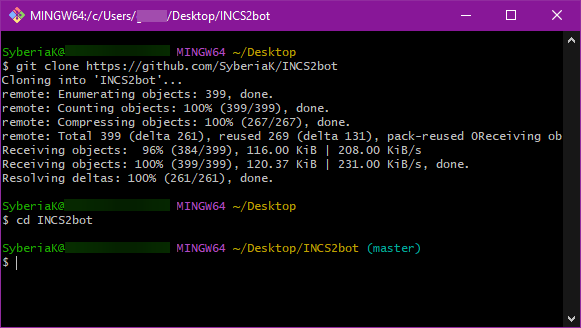 MINGW64:/c/Users/ /Desktop/INCS2bot
SyberiaK@ MINGW64 ~/Desktop
$ git clone https://github.com/SyberiaK/INCS2bot
Cloning into 'INCS2bot'...
remote: Enumerating objects: 399, done.
remote: Counting objects: 100% (399/399), done.
remote: Compressing objects: 100% (267/267), done.
remote: Total 399 (delta 261), reused 269 (delta 131), pack-reused 0Receiving ob
Receiving objects:  96% (384/399), 116.00 KiB | 208.00 KiB/s
Receiving objects: 100% (399/399), 120.37 KiB | 231.00 KiB/s, done.
Resolving deltas: 100% (261/261), done.
SyberiaK@ MINGW64 ~/Desktop
$ cd INCS2bot
SyberiaK@ MINGW64 ~/Desktop/INCS2bot (master)
$